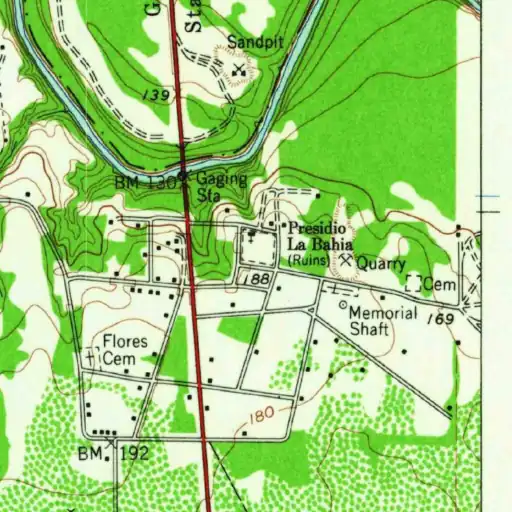 G
Sta
Sandpit
139
BM 130
Gaging
Sta
Presidio
La Bahia
(Ruins)
Quarry
188
Cem
Memorial
Shaft
169
Flores
Cem
180
BM 192